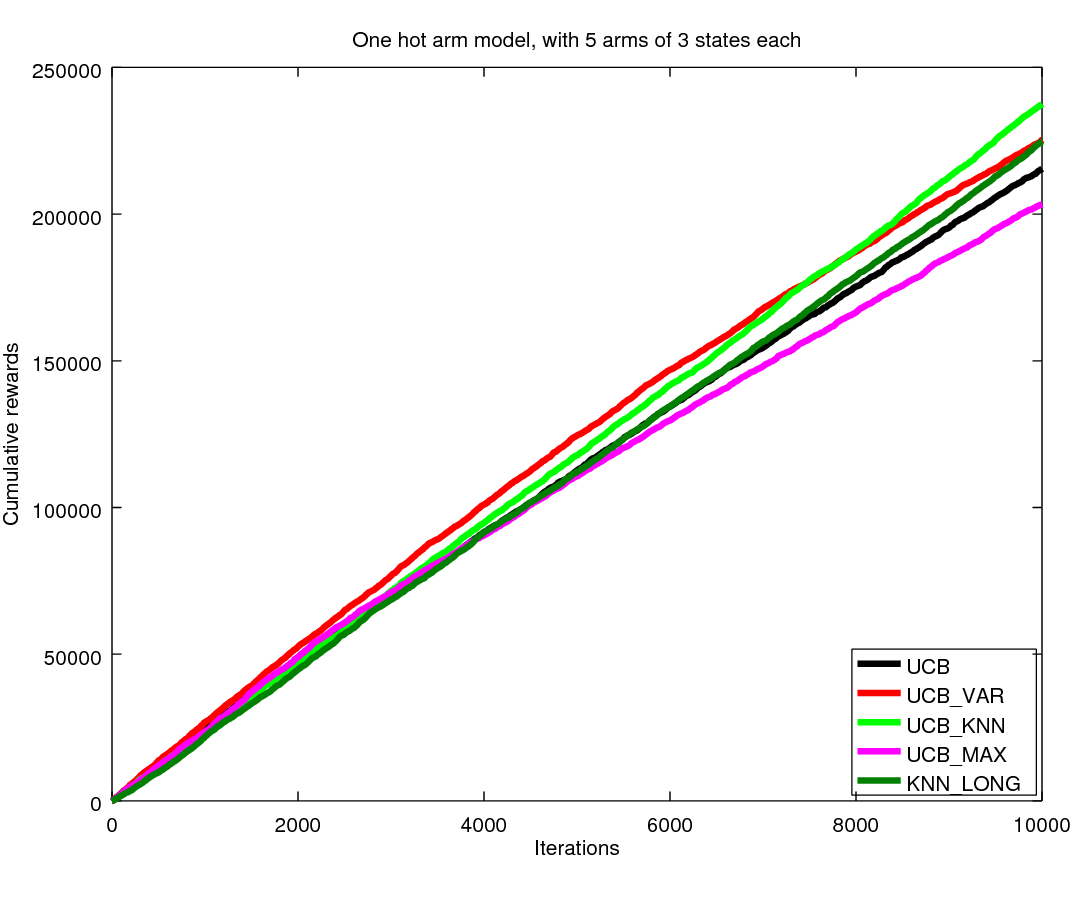 One hot arm model, with 5 arms of 3 states each
250000
200000
150000
100000
50000
0
Cumulative rewards
0 2000 4000 6000 8000 10000
Iterations
UCB
UCB_VAR
UCB_KNN
UCB_MAX
KNN_LONG